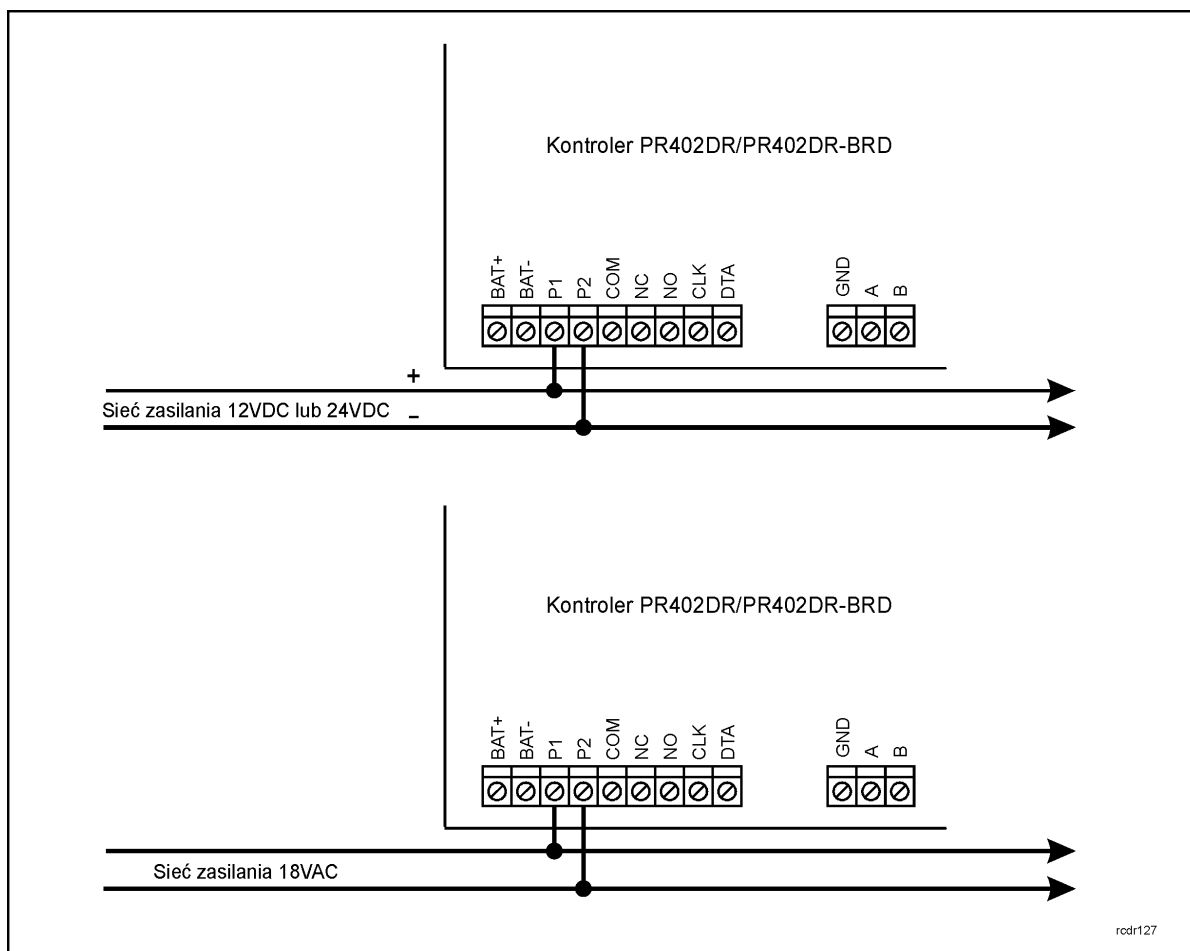 Kontroler PR402DR/PR402DR-BRD
BAT+ BAT- P1 P2 COM NC NO CLK DTA GND A B
+
Sieć zasilania 12VDC lub 24VDC –
Kontroler PR402DR/PR402DR-BRD
BAT+ BAT- P1 P2 COM NC NO CLK DTA GND A B
Sieć zasilania 18VAC
rcdr127